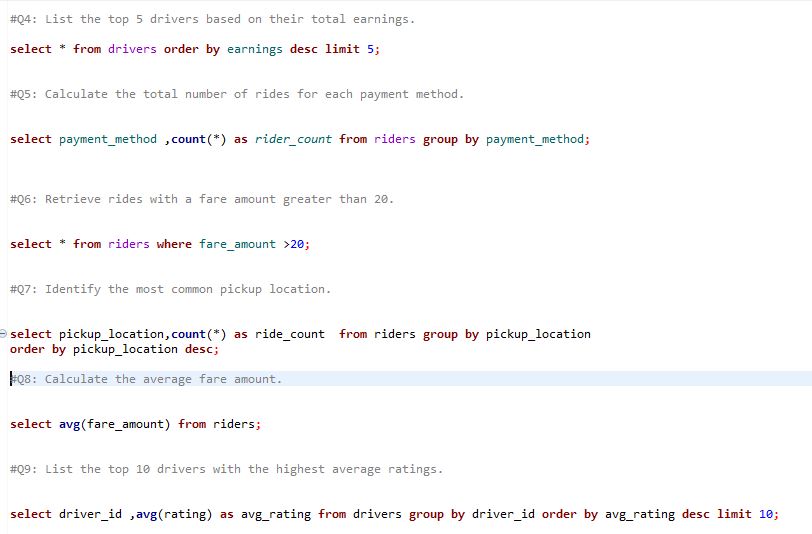 #Q4: List the top 5 drivers based on their total earnings.
select * from drivers order by earnings desc limit 5;
#Q5: Calculate the total number of rides for each payment method.
select payment_method ,count(*) as rider_count from riders group by payment_method;
#Q6: Retrieve rides with a fare amount greater than 20.
select * from riders where fare_amount >20;
#Q7: Identify the most common pickup location.
select pickup_location,count(*) as ride_count  from riders group by pickup_location
order by pickup_location desc;
#Q8: Calculate the average fare amount.
select avg(fare_amount) from riders;
#Q9: List the top 10 drivers with the highest average ratings.
select driver_id ,avg(rating) as avg_rating from drivers group by driver_id order by avg_rating desc limit 10;